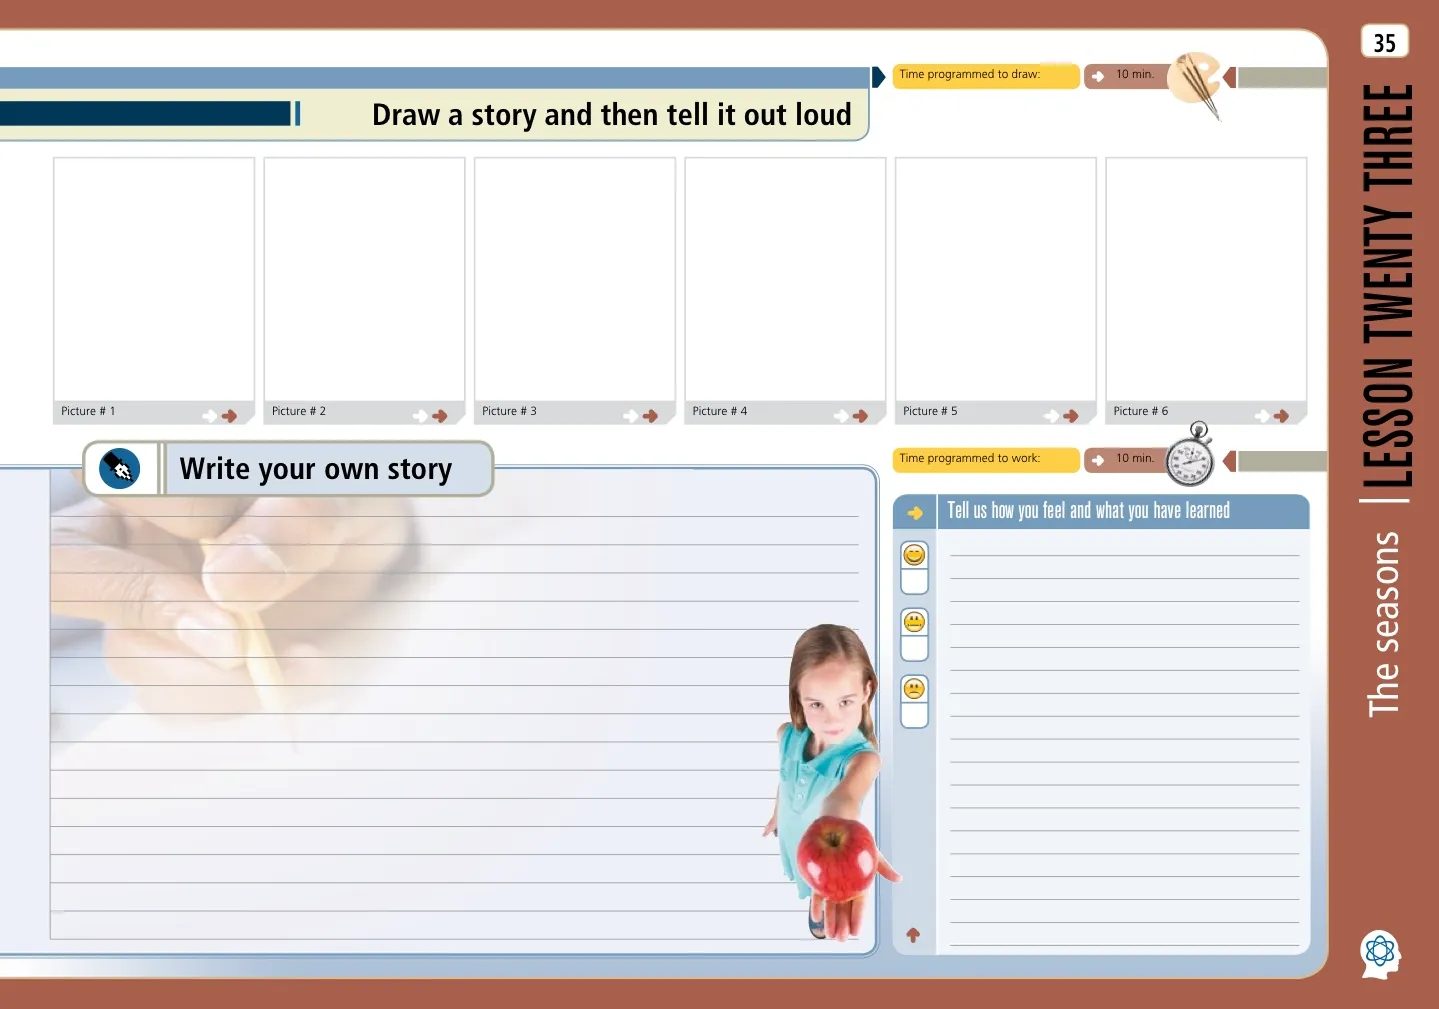 35
Time programmed to draw:
10 min.
Draw a story and then tell it out loud
Picture # 1
Picture # 2
Picture # 3
Picture # 4
Picture # 5
Picture # 6
Write your own story
Time programmed to work:
10 min.
Tell us how you feel and what you have learned
LESSON TWENTY THREE
The seasons